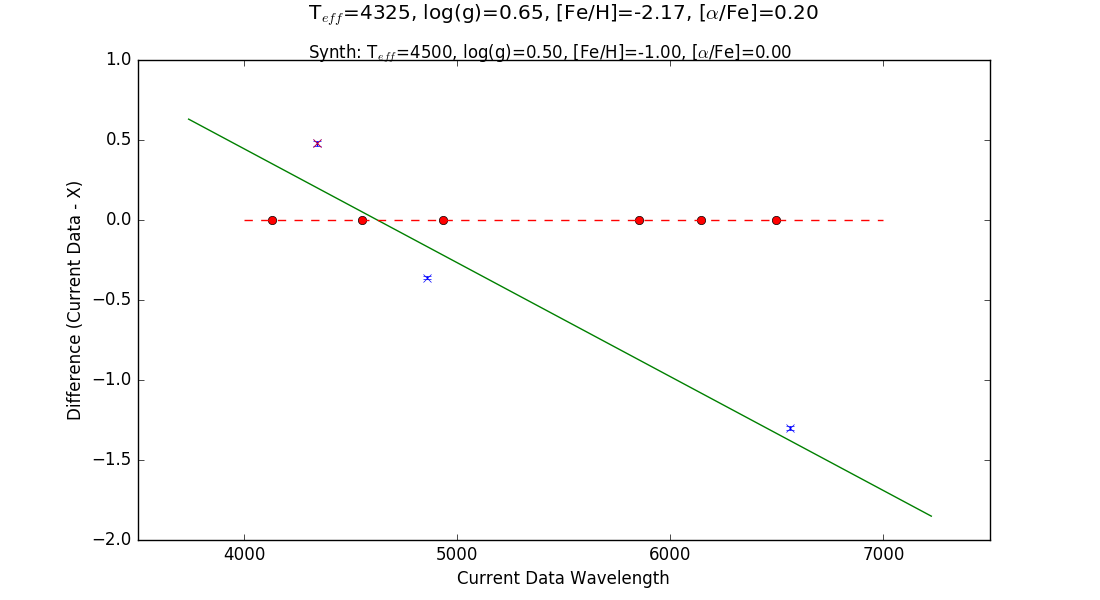 T_eff=4325, log(g)=0.65, [Fe/H]=-2.17, [α/Fe]=0.20
Synth: T_eff=4500, log(g)=0.50, [Fe/H]=-1.00, [α/Fe]=0.00
1.0
0.5
0.0
−0.5
−1.0
−1.5
−2.0
Difference (Current Data - X)
4000 5000 6000 7000
Current Data Wavelength